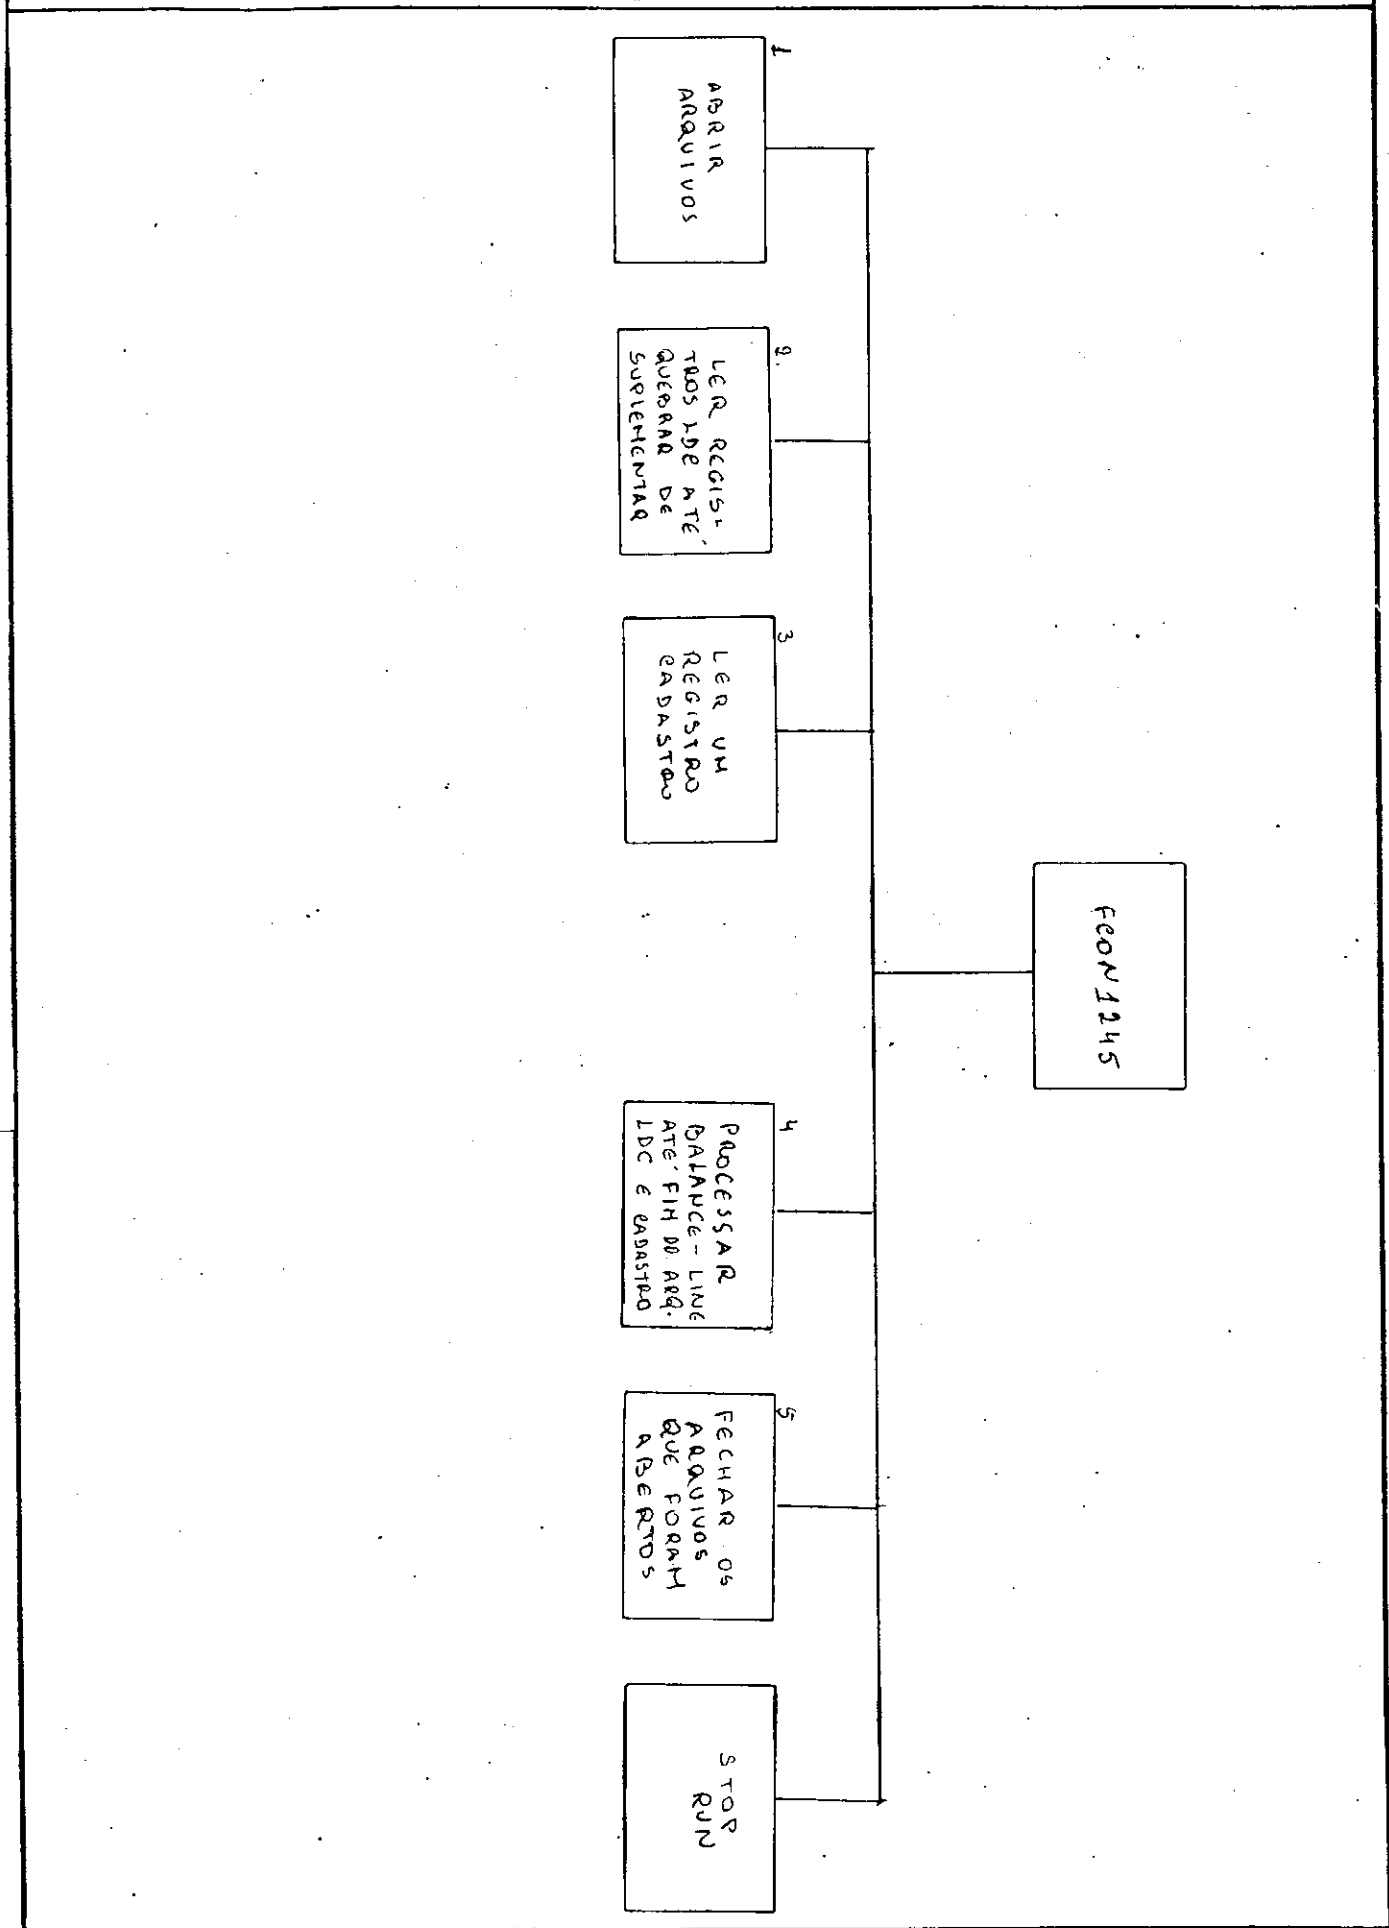 FCON1245
1
ABRIR
ARQUIVOS
2.
LER REGIS-
TROS LDE ATÉ
QUEBRAR DE
SUPLEMENTAR
3
LER UM
REGISTRO
CADASTRO
4
PROCESSAR
BALANCE-LINE
ATÉ FIM DO ARQ.
LDC E CADASTRO
5
FECHAR OS
ARQUIVOS
QUE FORAM
ABERTOS
STOP
RUN